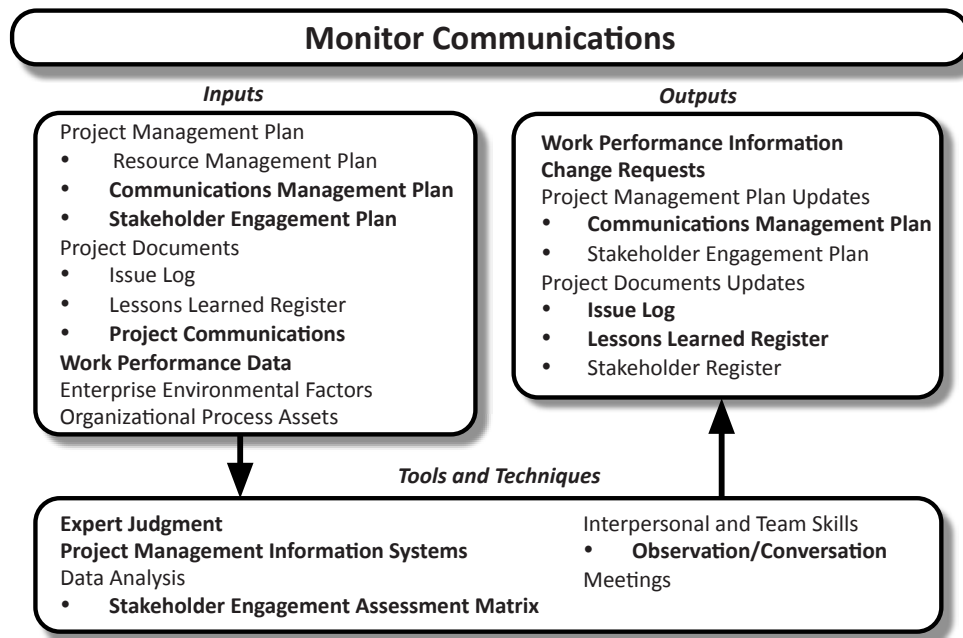 Monitor Communications
Inputs
Project Management Plan
• Resource Management Plan
• Communications Management Plan
• Stakeholder Engagement Plan
Project Documents
• Issue Log
• Lessons Learned Register
• Project Communications
Work Performance Data
Enterprise Environmental Factors
Organizational Process Assets
Outputs
Work Performance Information
Change Requests
Project Management Plan Updates
• Communications Management Plan
• Stakeholder Engagement Plan
Project Documents Updates
• Issue Log
• Lessons Learned Register
• Stakeholder Register
Tools and Techniques
Expert Judgment
Project Management Information Systems
Data Analysis
• Stakeholder Engagement Assessment Matrix
Interpersonal and Team Skills
• Observation/Conversation
Meetings